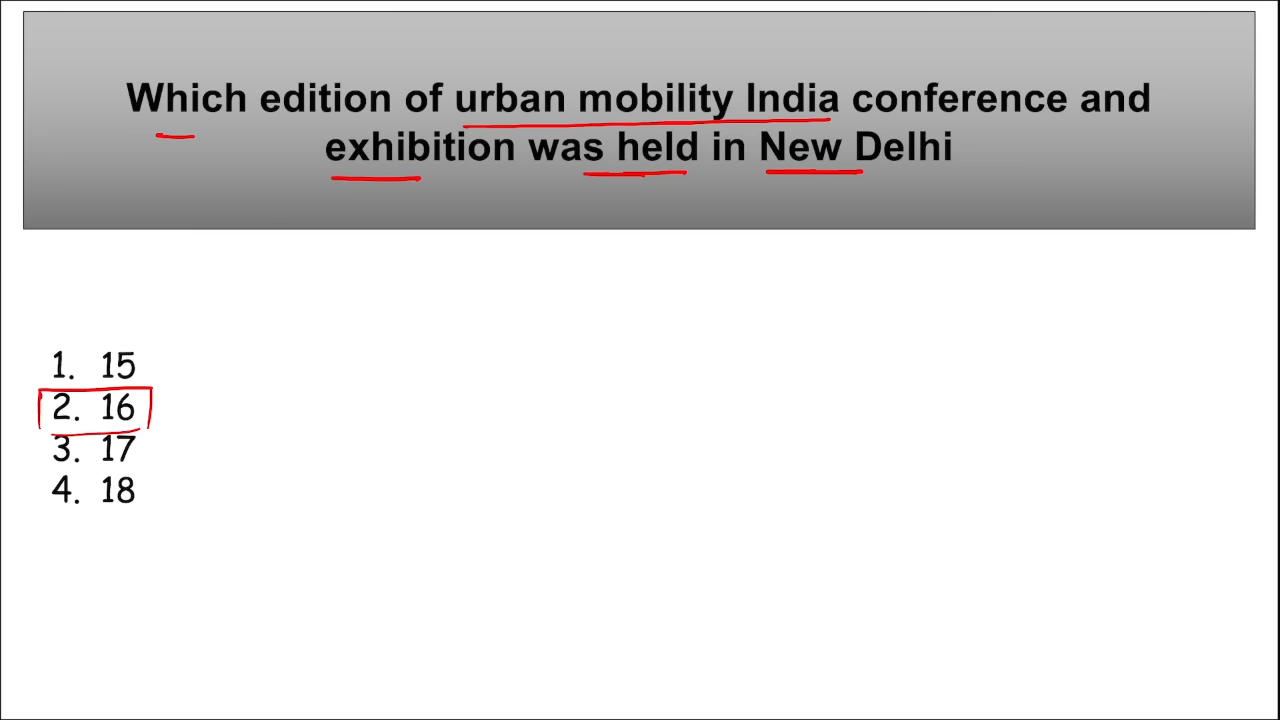 Which edition of urban mobility India conference and
exhibition was held in New Delhi
1. 15
2. 16
3. 17
4. 18